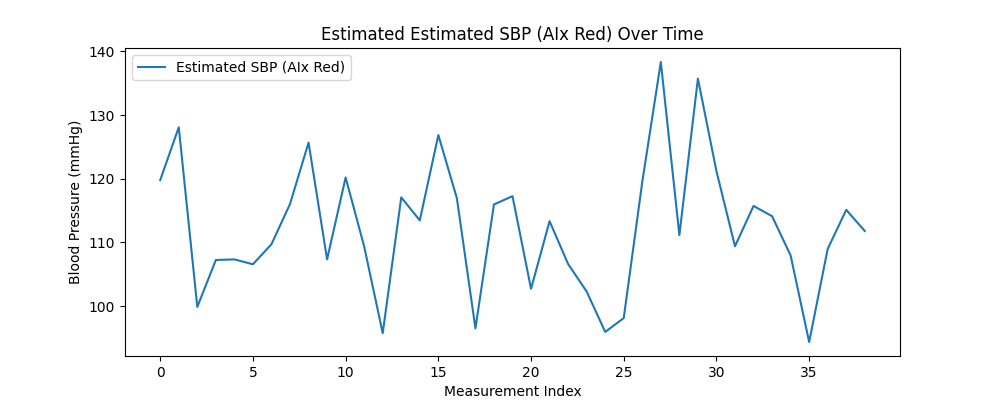 Estimated Estimated SBP (AIx Red) Over Time
Estimated SBP (AIx Red)
Blood Pressure (mmHg)
140
130
120
110
100
0 5 10 15 20 25 30 35
Measurement Index